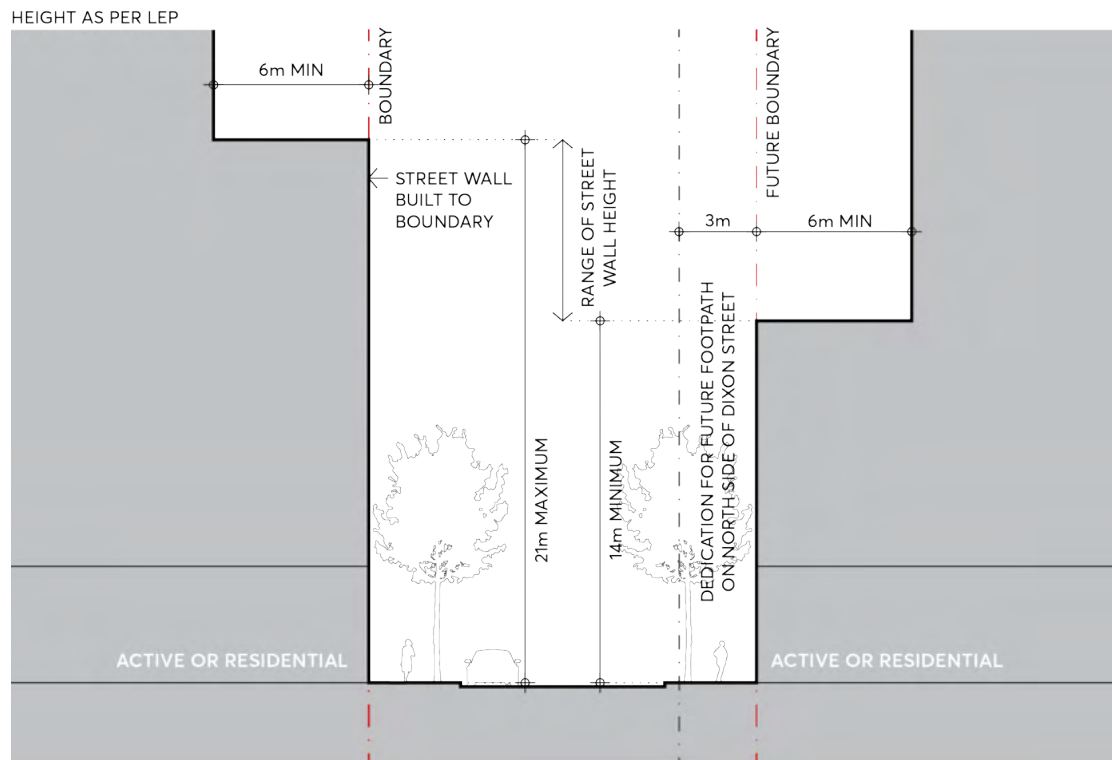 HEIGHT AS PER LEP
6m MIN
BOUNDARY
STREET WALL
BUILT TO
BOUNDARY
RANGE OF STREET
WALL HEIGHT
FUTURE BOUNDARY
3m
6m MIN
21m MAXIMUM
14m MINIMUM
DEDICATION FOR FUTURE FOOTPATH
ON NORTH SIDE OF DIXON STREET
ACTIVE OR RESIDENTIAL
ACTIVE OR RESIDENTIAL